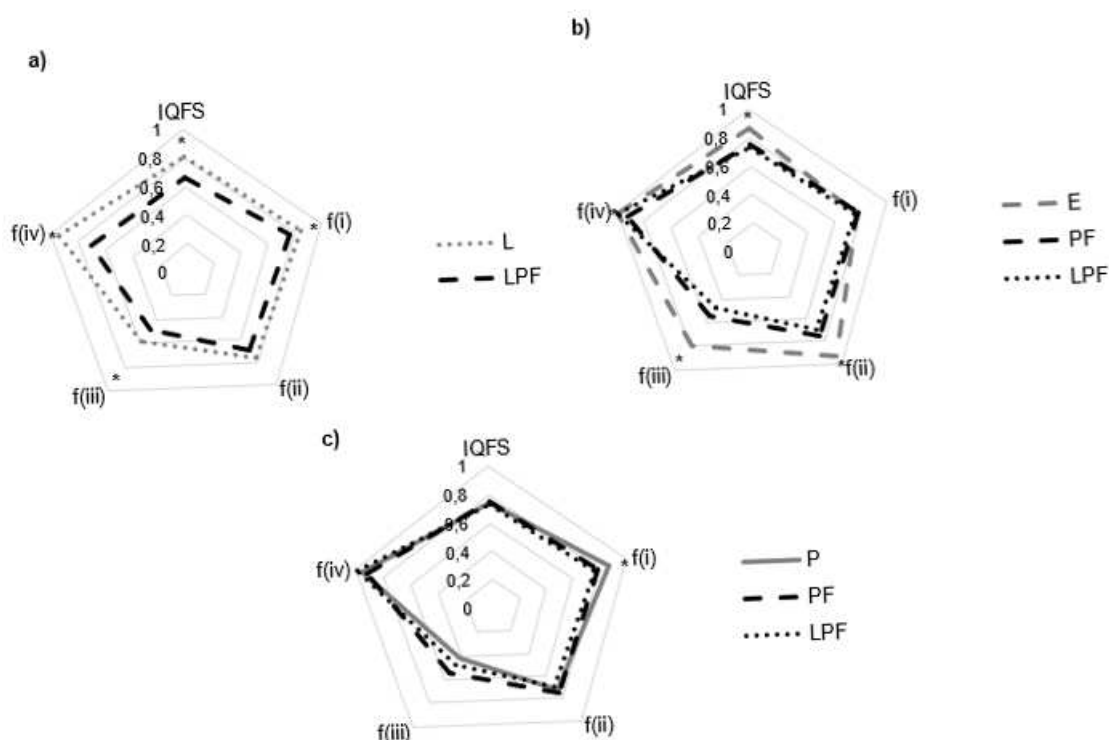 a)
IQFS
1
*
0,8
0,6
0,4
0,2
0
f(i)
*
f(ii)
f(iii)
*
f(iv)
*
L
LPF
b)
IQFS
1
*
0,8
0,6
0,4
0,2
0
f(i)
*f(ii)
f(iii)
*
f(iv)
*
E
PF
LPF
c)
IQFS
1
0,8
0,6
0,4
0,2
0
*f(i)
f(ii)
f(iii)
f(iv)
P
PF
LPF